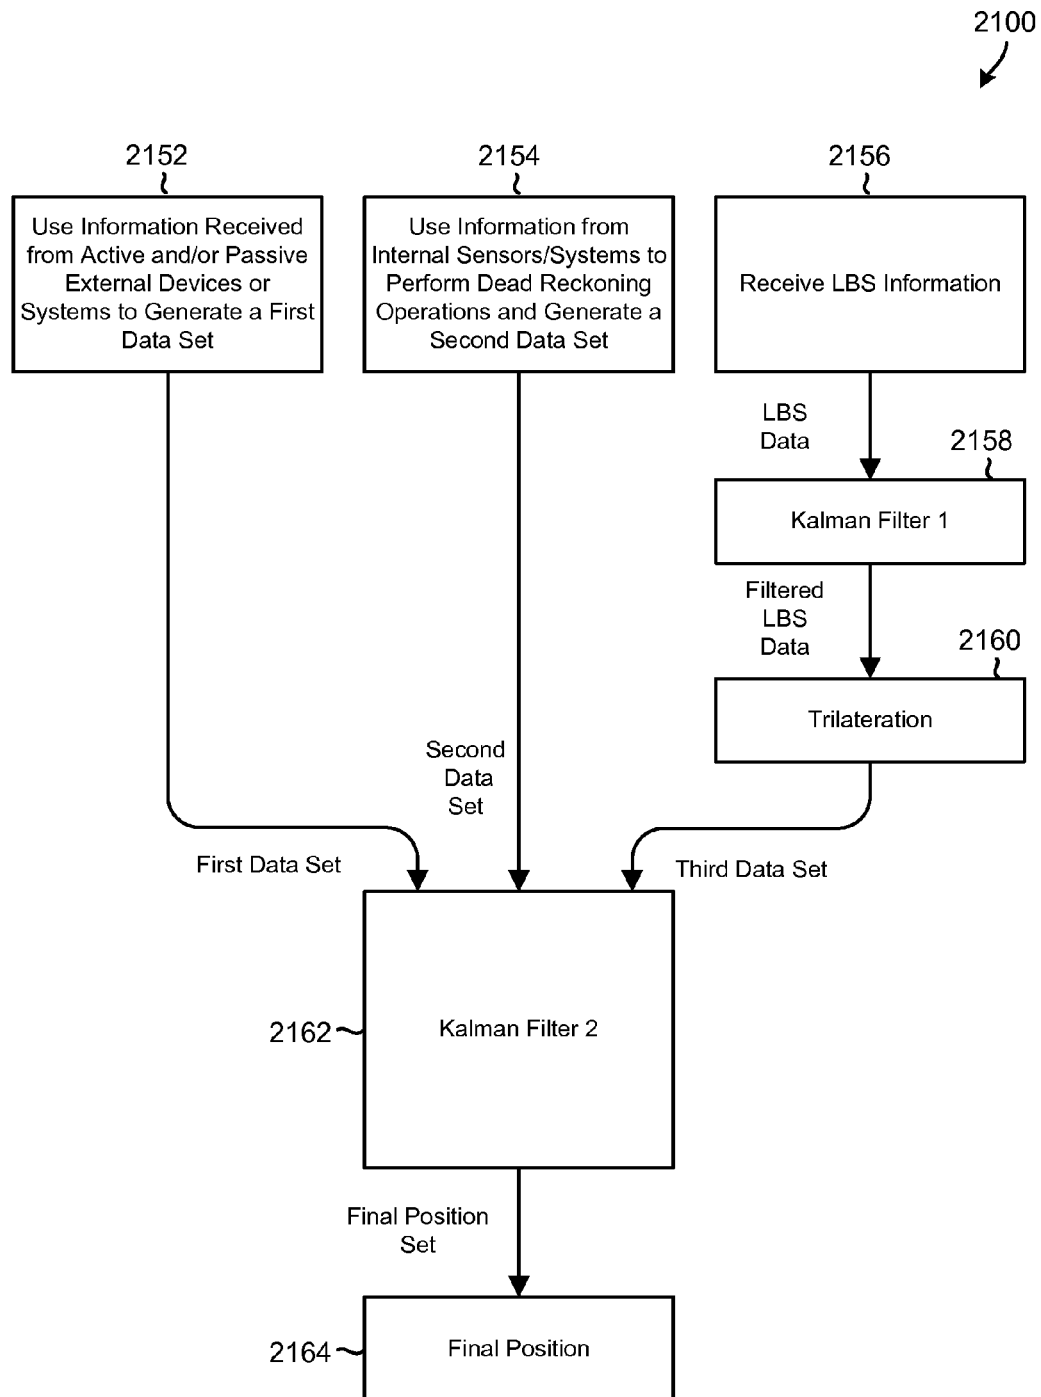 2100
2152
2154
2156
Use Information Received
from Active and/or Passive
External Devices or
Systems to Generate a First
Data Set
Use Information from
Internal Sensors/Systems to
Perform Dead Reckoning
Operations and Generate a
Second Data Set
Receive LBS Information
LBS
Data
2158
Kalman Filter 1
Filtered
LBS
Data
2160
Trilateration
Second
Data
Set
First Data Set
Third Data Set
2162
Kalman Filter 2
Final Position
Set
2164
Final Position